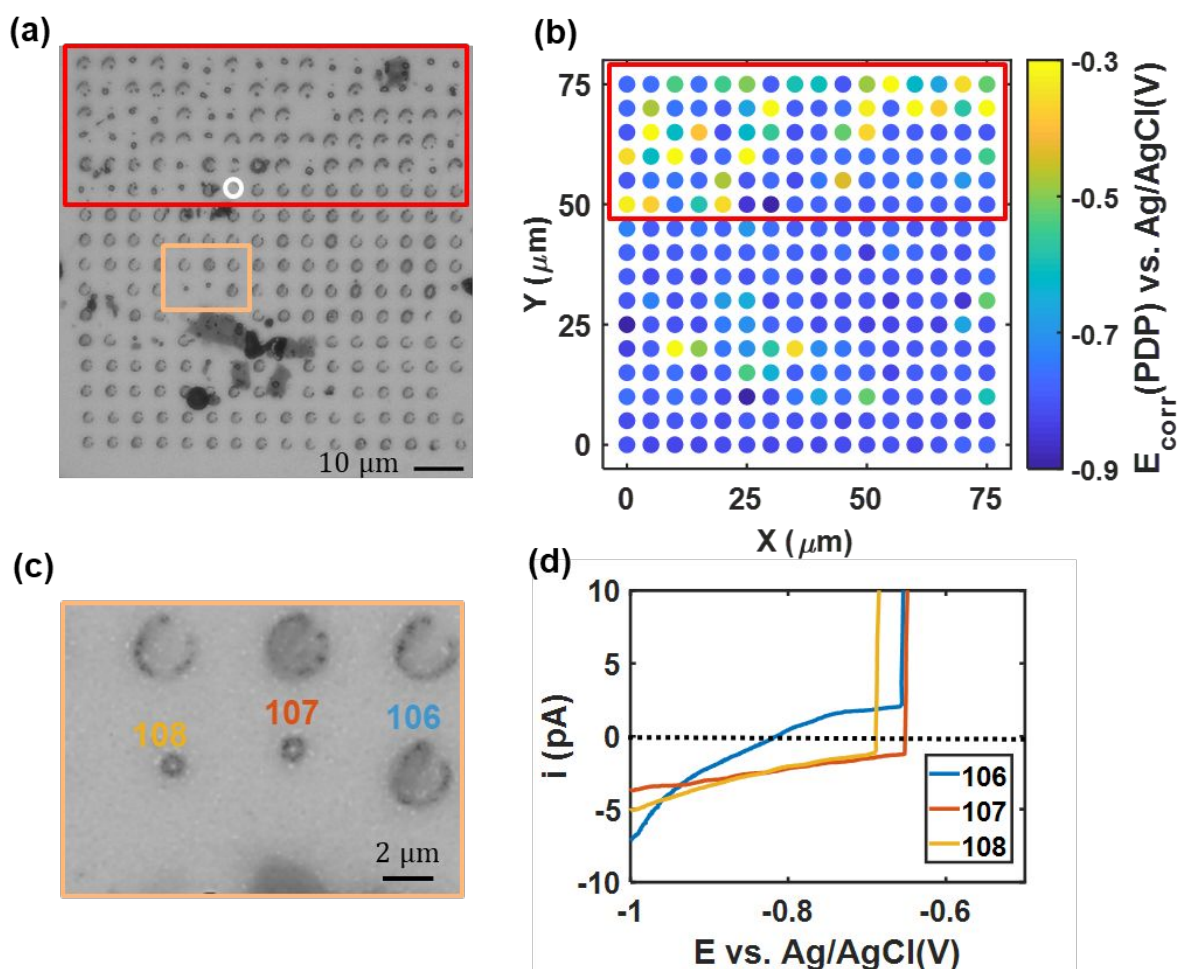 (a)
10 μm
(b)
75
50
25
0
0
25
50
75
Y (μm)
X (μm)
-0.3
-0.5
-0.7
-0.9
E_corr(PDP) vs. Ag/AgCl(V)
(c)
108
107
106
2 μm
(d)
10
5
0
-5
-10
-1
-0.8
-0.6
i (pA)
E vs. Ag/AgCl(V)
106
107
108